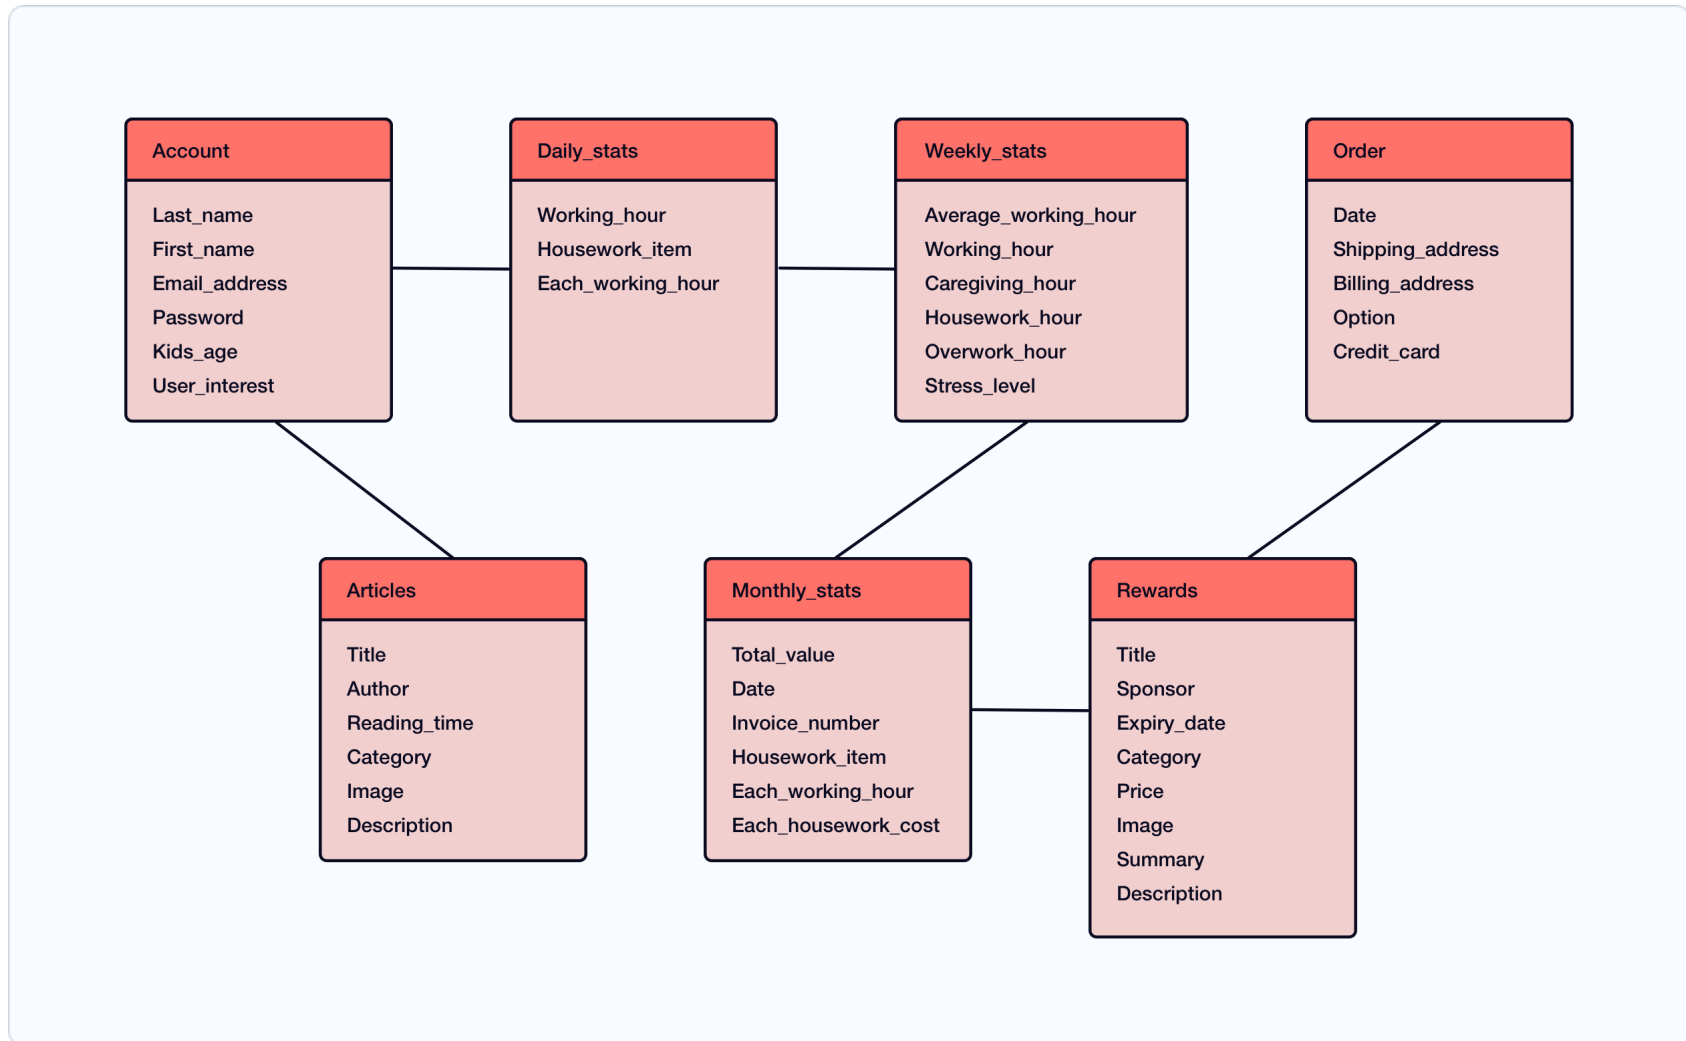 Account
Last_name
First_name
Email_address
Password
Kids_age
User_interest
Daily_stats
Working_hour
Housework_item
Each_working_hour
Weekly_stats
Average_working_hour
Working_hour
Caregiving_hour
Housework_hour
Overwork_hour
Stress_level
Order
Date
Shipping_address
Billing_address
Option
Credit_card
Articles
Title
Author
Reading_time
Category
Image
Description
Monthly_stats
Total_value
Date
Invoice_number
Housework_item
Each_working_hour
Each_housework_cost
Rewards
Title
Sponsor
Expiry_date
Category
Price
Image
Summary
Description